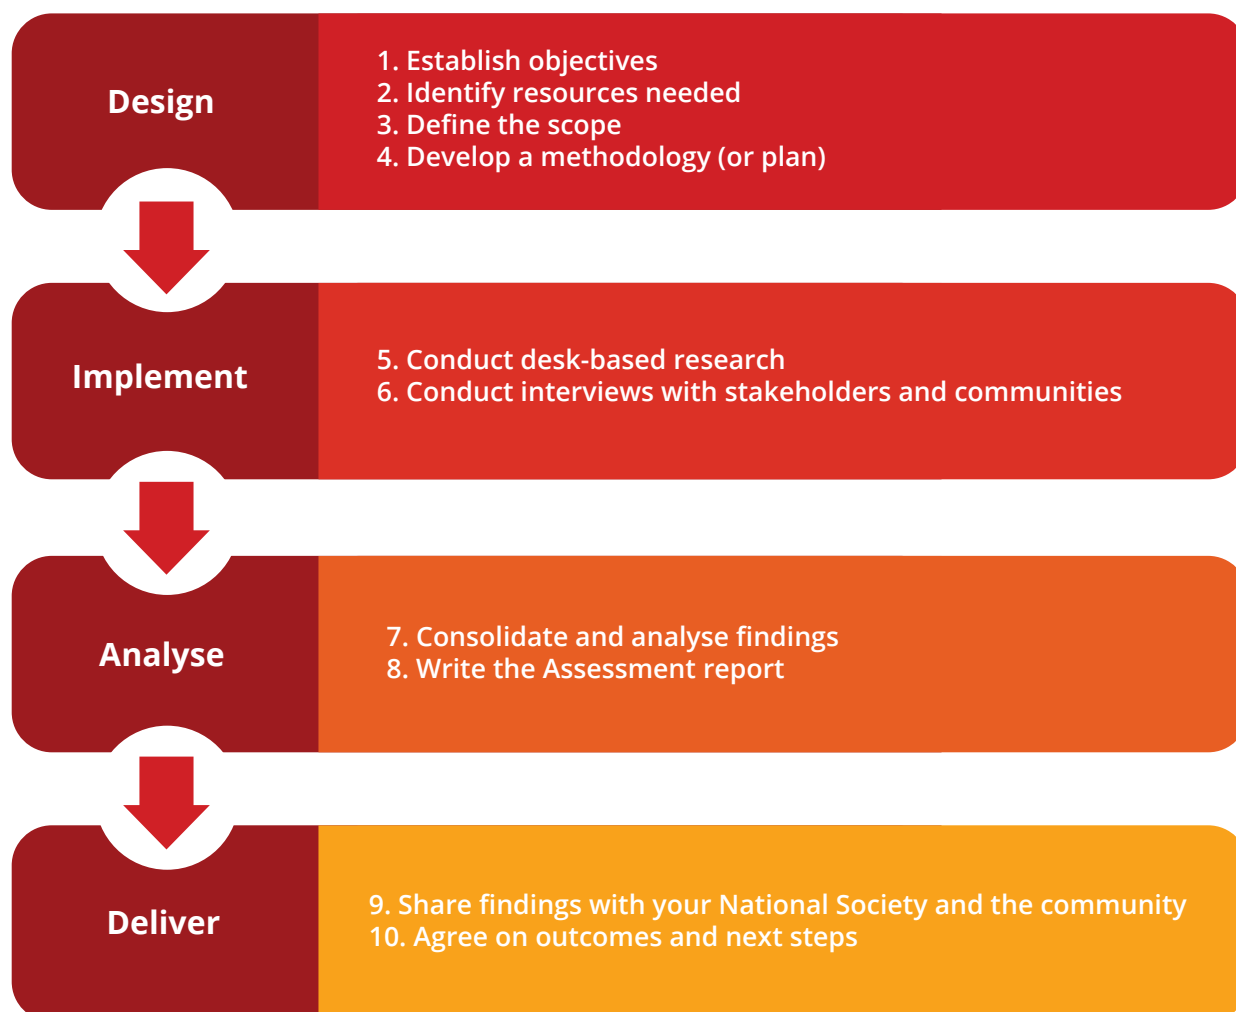 Design
1. Establish objectives
2. Identify resources needed
3. Define the scope
4. Develop a methodology (or plan)
Implement
5. Conduct desk-based research
6. Conduct interviews with stakeholders and communities
Analyse
7. Consolidate and analyse findings
8. Write the Assessment report
Deliver
9. Share findings with your National Society and the community
10. Agree on outcomes and next steps